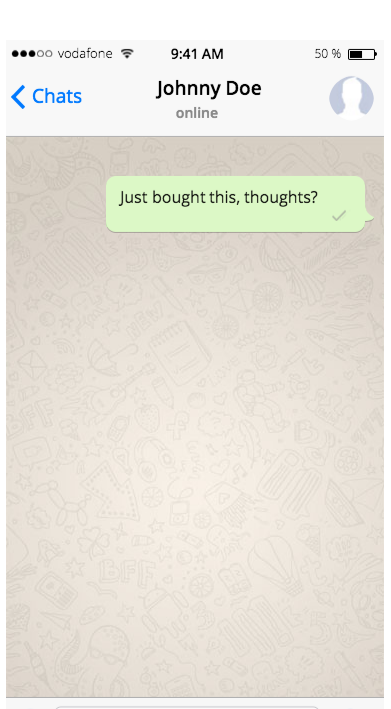 vodafone 9:41 AM 50 %
Chats Johnny Doe
online
Just bought this, thoughts?